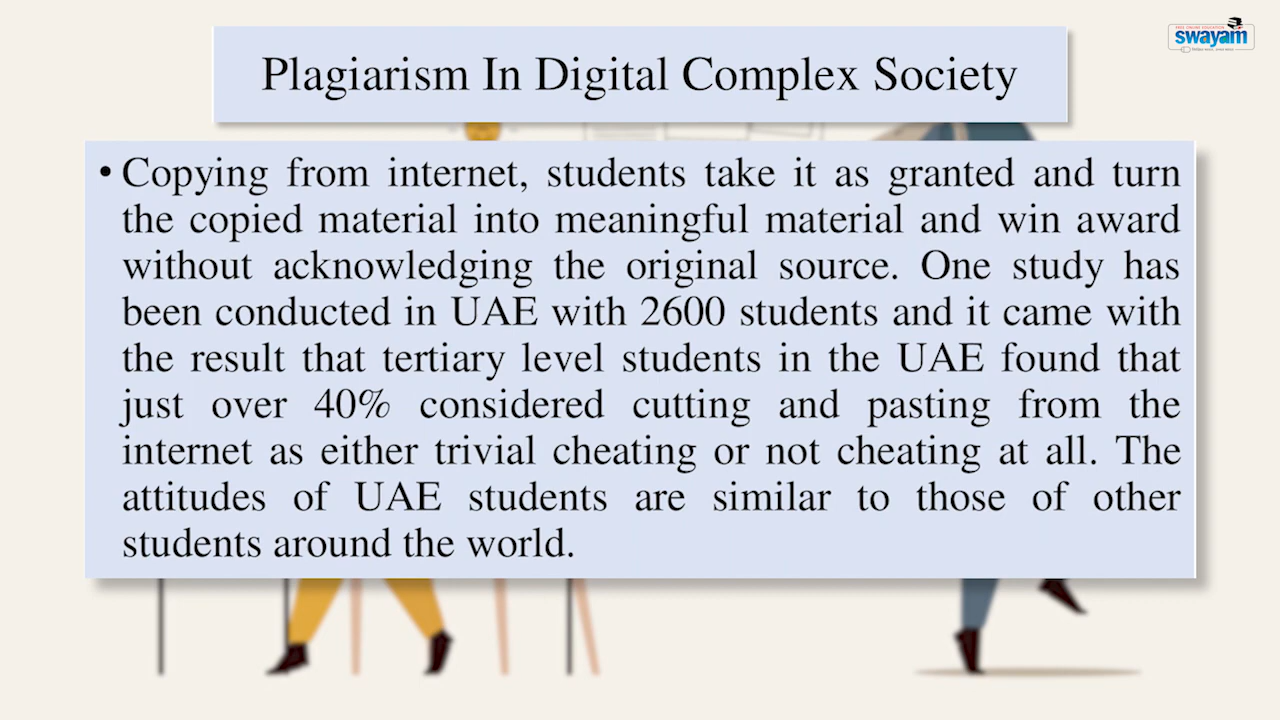 swayam
Plagiarism In Digital Complex Society
• Copying from internet, students take it as granted and turn
the copied material into meaningful material and win award
without acknowledging the original source. One study has
been conducted in UAE with 2600 students and it came with
the result that tertiary level students in the UAE found that
just over 40% considered cutting and pasting from the
internet as either trivial cheating or not cheating at all. The
attitudes of UAE students are similar to those of other
students around the world.